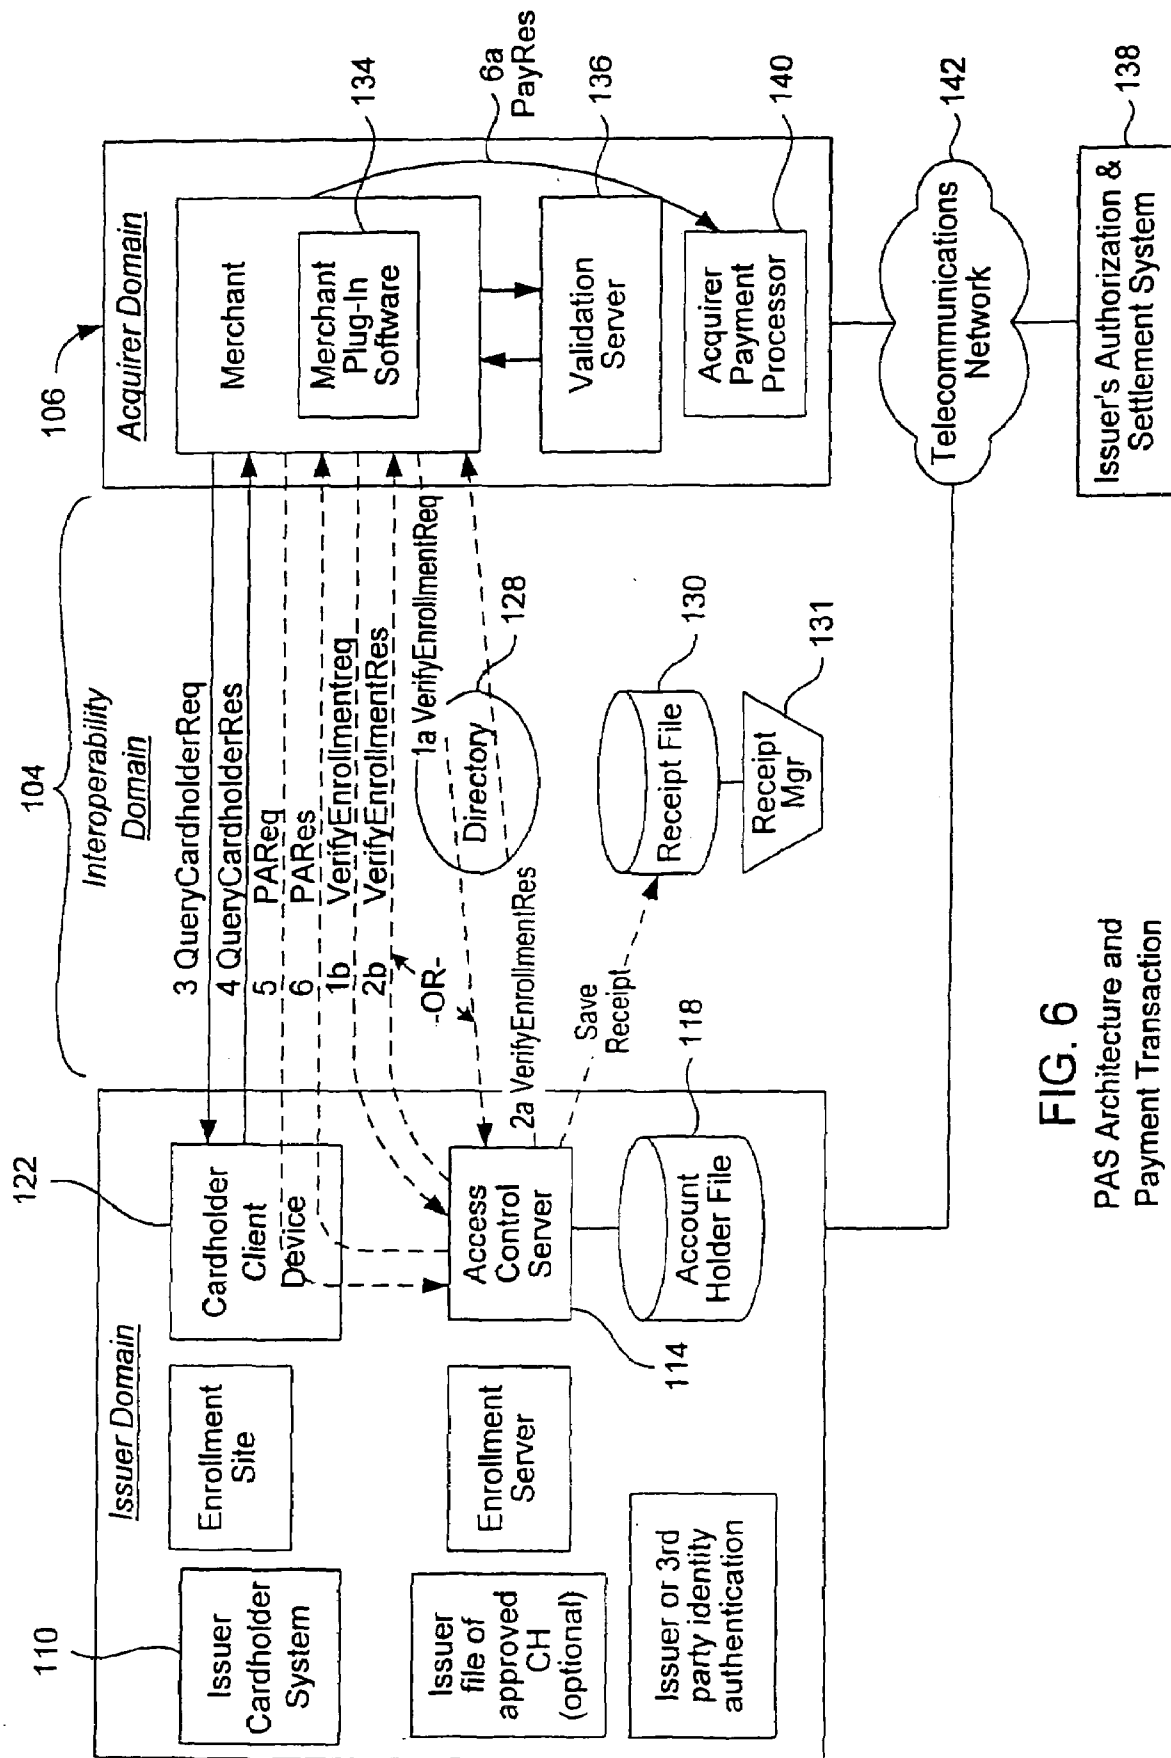 104
Interoperability
Domain
106
Acquirer Domain
Issuer Domain
110
Issuer
Cardholder
System
Enrollment
Site
122
Cardholder
Client
Device
3 QueryCardholderReq
4 QueryCardholderRes
5 PAReq
6 PARes
1b VerifyEnrollmentreq
2b VerifyEnrollmentRes
-OR-
1a VerifyEnrollmentReq
Merchant
Merchant
Plug-In
Software
134
6a
PayRes
Issuer
file of
approved
CH
(optional)
Enrollment
Server
Access
Control
Server
114
2a VerifyEnrollmentRes
Directory
128
Validation
Server
136
Issuer or 3rd
party identity
authentication
Account
Holder File
118
Save
Receipt
Receipt File
130
Receipt
Mgr
131
Acquirer
Payment
Processor
140
Telecommunications
Network
142
Issuer's Authorization &
Settlement System
138
FIG. 6
PAS Architecture and
Payment Transaction